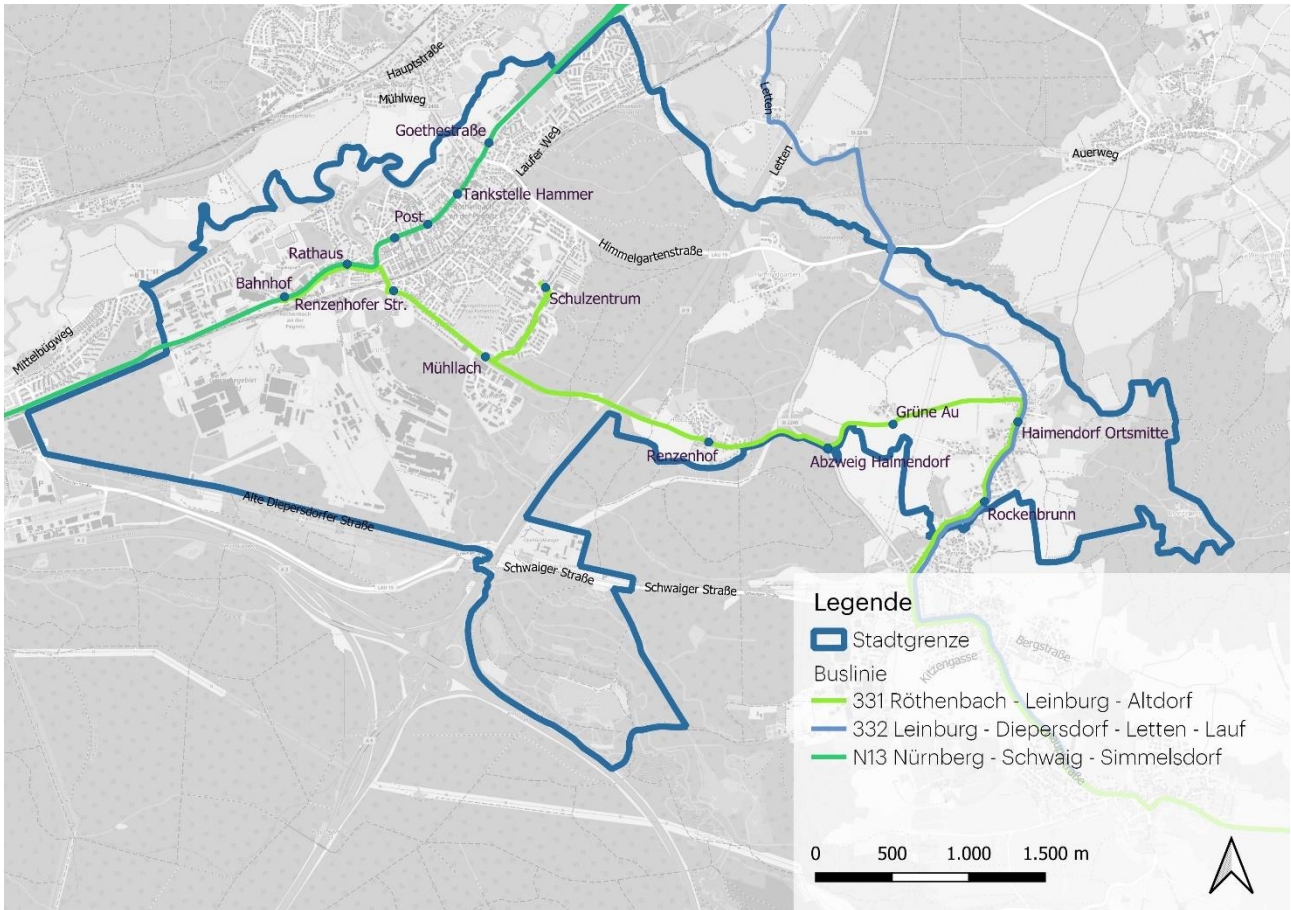 Hauptstraße
Mühlweg
Goethestraße
Laufer Weg
Letten
Letten
Auerweg
Tankstelle Hammer
Post
Himmelgartenstraße
Rathaus
Bahnhof
Renzenhofer Str.
Schulzentrum
Mittelbügweg
Mühllach
Grüne Au
Haimendorf Ortsmitte
Renzenhof
Abzweig Haimendorf
Rockenbrunn
Alte Diepersdorfer Straße
Schwaiger Straße
Schwaiger Straße
Legende
Stadtgrenze
Bergstraße
Kitzengasse
Buslinie
331 Röthenbach - Leinburg - Altdorf
332 Leinburg - Diepersdorf - Letten - Lauf
N13 Nürnberg - Schwaig - Simmelsdorf
0 500 1.000 1.500 m